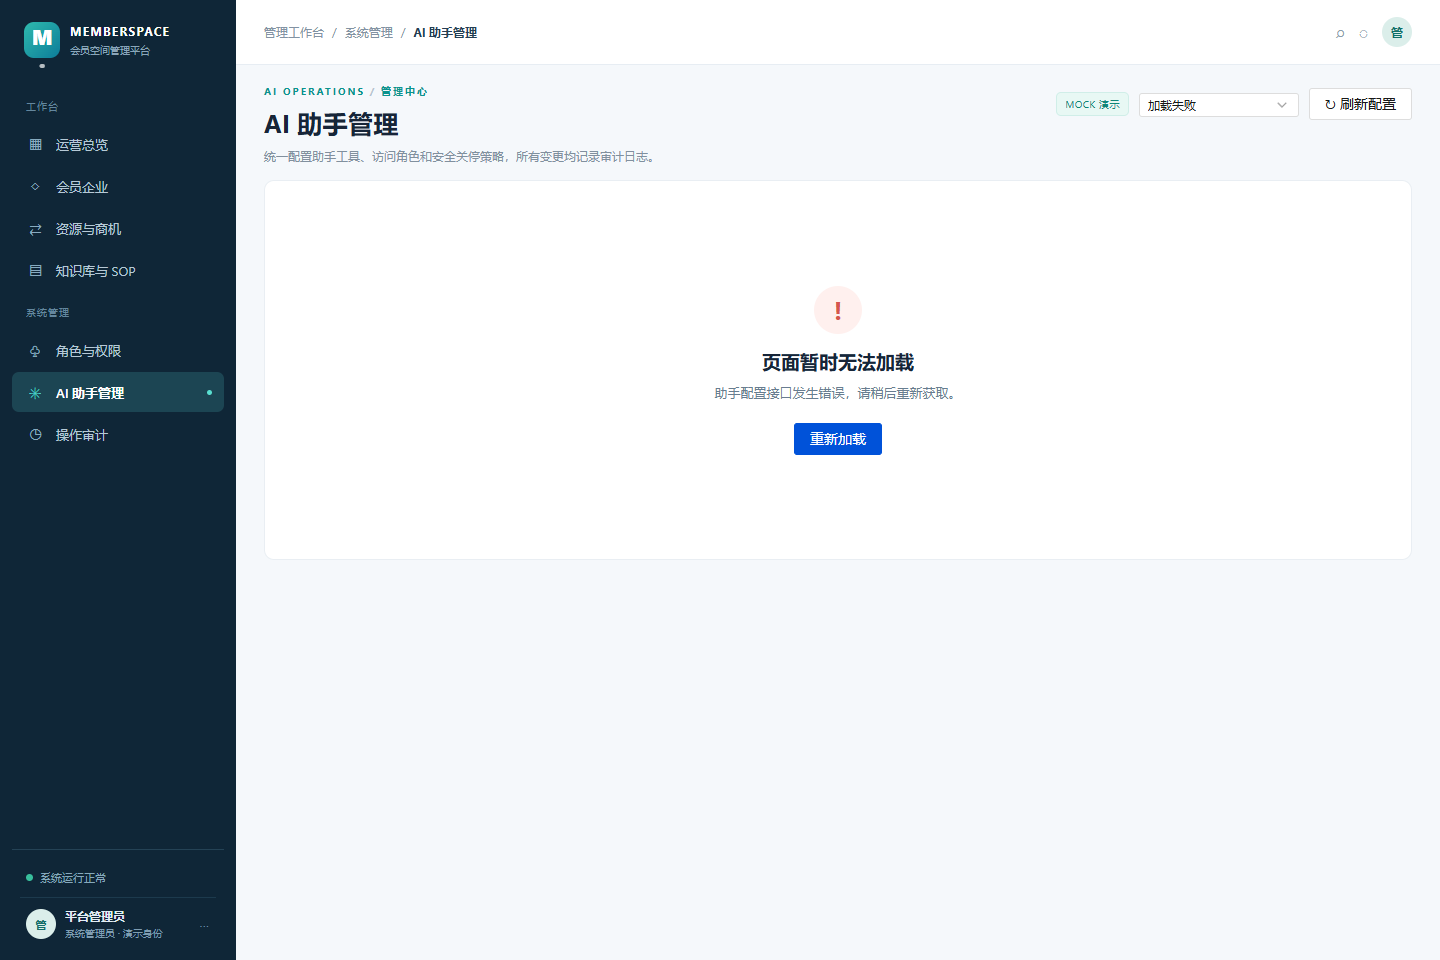 M
MEMBERSPACE
会员空间管理平台
工作台
运营总览
会员企业
资源与商机
知识库与 SOP
系统管理
角色与权限
AI 助手管理
操作审计
系统运行正常
管
平台管理员
系统管理员 · 演示身份
...
管理工作台 / 系统管理 / AI 助手管理
管
AI OPERATIONS / 管理中心
AI 助手管理
统一配置助手工具、访问角色和安全关停策略，所有变更均记录审计日志。
MOCK 演示
加载失败
↻ 刷新配置
!
页面暂时无法加载
助手配置接口发生错误，请稍后重新获取。
重新加载